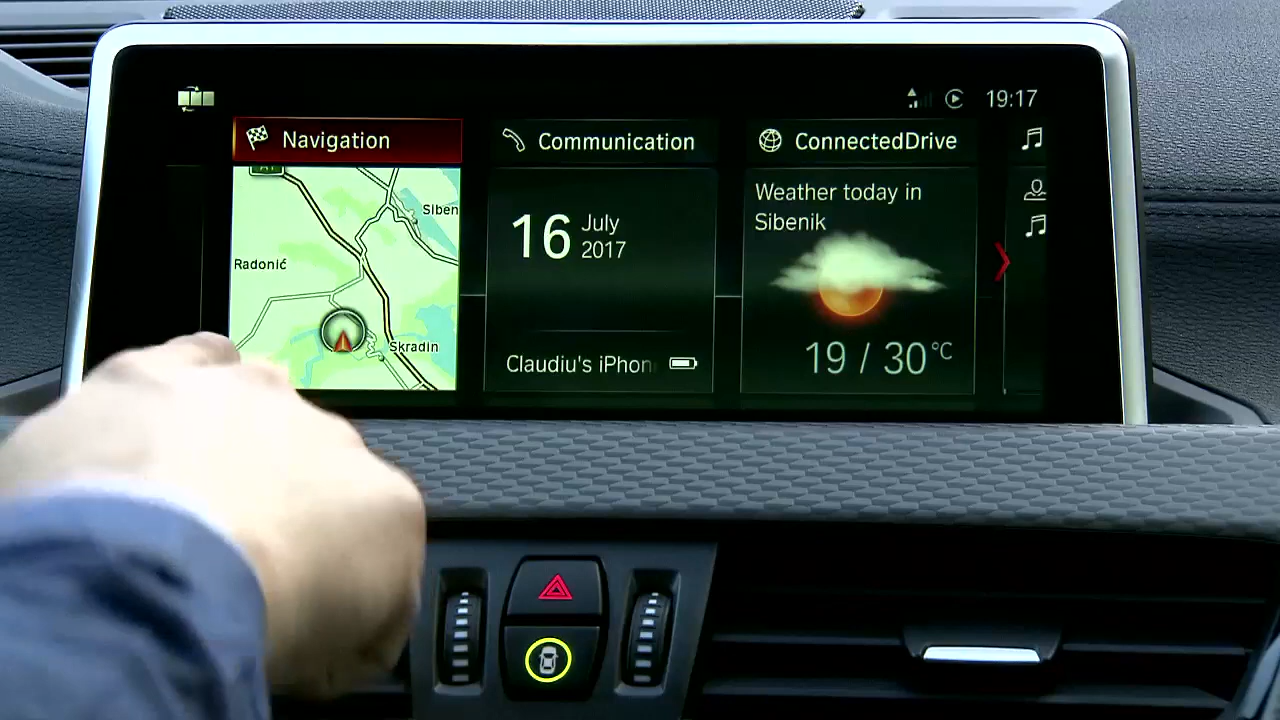 19:17
Navigation
Communication
ConnectedDrive
Siben
Radonić
Skradin
16
July
2017
Claudiu's iPhon
Weather today in
Sibenik
19 / 30°C